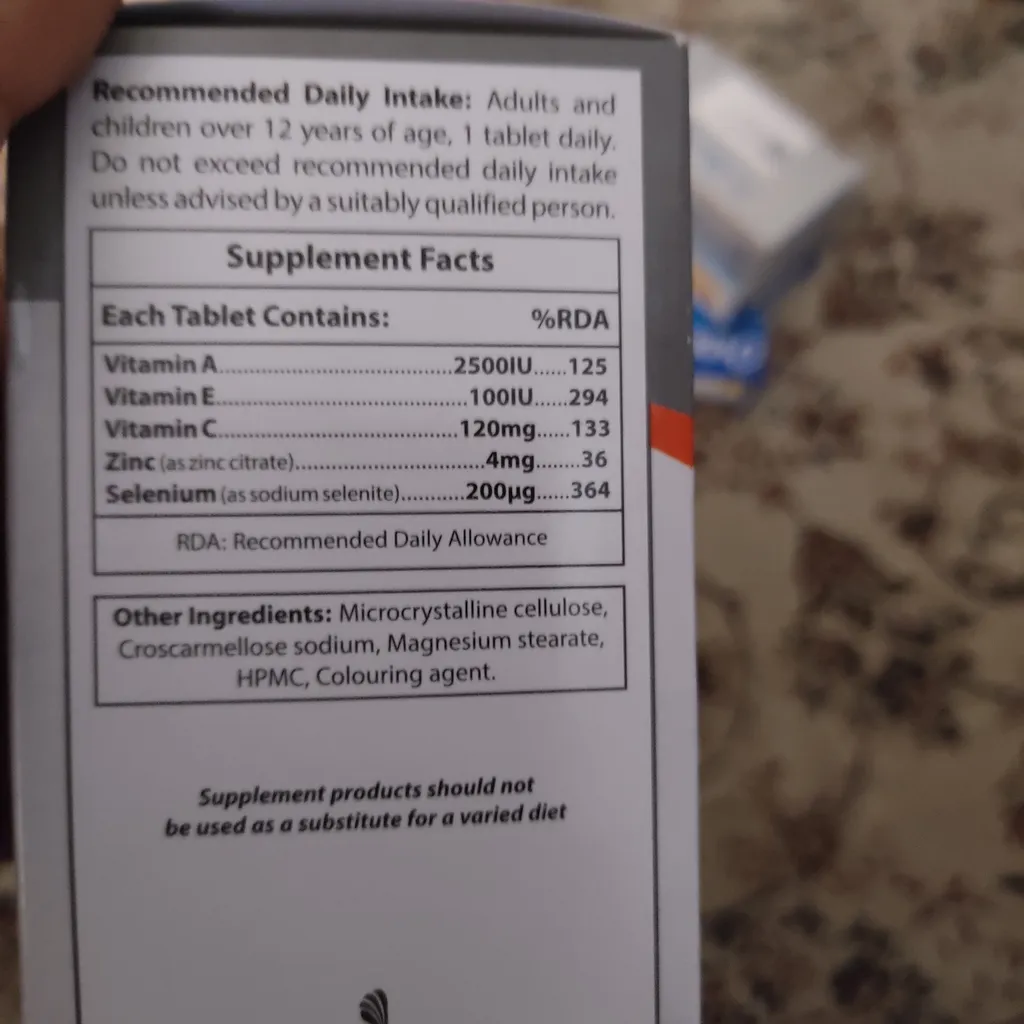 Recommended Daily Intake: Adults and
children over 12 years of age, 1 tablet daily.
Do not exceed recommended daily intake
unless advised by a suitably qualified person.
Supplement Facts
Each Tablet Contains: %RDA
Vitamin A..................................2500IU......125
Vitamin E....................................100IU......294
Vitamin C...................................120mg......133
Zinc (as zinc citrate)............................4mg........36
Selenium (as sodium selenite)..........200µg......364
RDA: Recommended Daily Allowance
Other Ingredients: Microcrystalline cellulose,
Croscarmellose sodium, Magnesium stearate,
HPMC, Colouring agent.
Supplement products should not
be used as a substitute for a varied diet